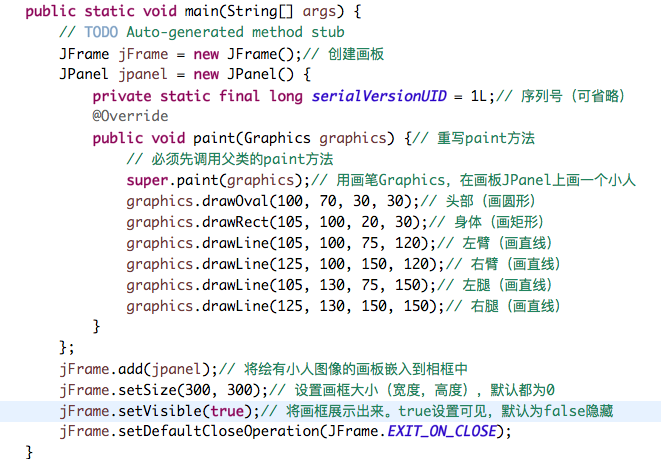 public static void main(String[] args) {
// TODO Auto-generated method stub
JFrame jFrame = new JFrame();// 创建画板
JPanel jpanel = new JPanel() {
private static final long serialVersionUID = 1L;// 序列号（可省略）
@Override
public void paint(Graphics graphics) {// 重写paint方法
// 必须先调用父类的paint方法
super.paint(graphics);// 用画笔Graphics，在画板JPanel上画一个小人
graphics.drawOval(100, 70, 30, 30);// 头部（画圆形）
graphics.drawRect(105, 100, 20, 30);// 身体（画矩形）
graphics.drawLine(105, 100, 75, 120);// 左臂（画直线）
graphics.drawLine(125, 100, 150, 120);// 右臂（画直线）
graphics.drawLine(105, 130, 75, 150);// 左腿（画直线）
graphics.drawLine(125, 130, 150, 150);// 右腿（画直线）
}
};
jFrame.add(jpanel);// 将绘有小人图像的画板嵌入到相框中
jFrame.setSize(300, 300);// 设置画框大小（宽度，高度），默认都为0
jFrame.setVisible(true);// 将画框展示出来。true设置可见，默认为false隐藏
jFrame.setDefaultCloseOperation(JFrame.EXIT_ON_CLOSE);
}